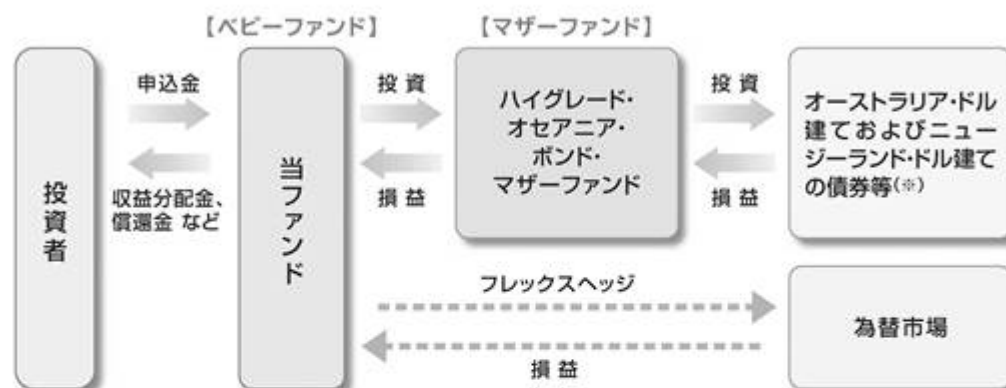 【ベビーファンド】
【マザーファンド】
投資者
申込金
収益分配金、
償還金 など
当ファンド
投 資
損 益
ハイグレード・
オセアニア・
ボンド・
マザーファンド
投 資
損 益
オーストラリア・ドル
建ておよびニュー
ジーランド・ドル建て
の債券等(※)
フレックスヘッジ
損 益
為替市場